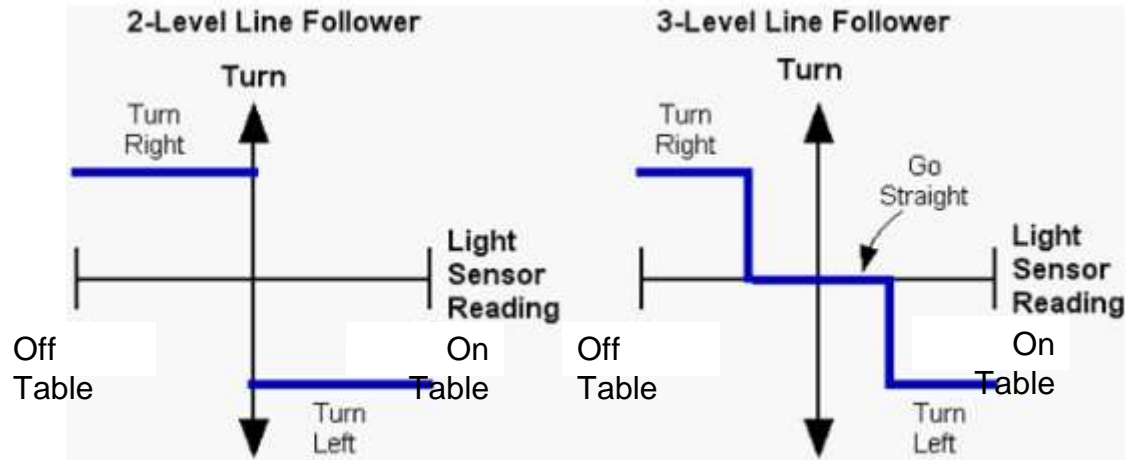 2-Level Line Follower
Turn
Turn
Right
Light
Sensor
Reading
Off
Table
On
Table
Turn
Left
3-Level Line Follower
Turn
Turn
Right
Go
Straight
Light
Sensor
Reading
Off
Table
On
Table
Turn
Left